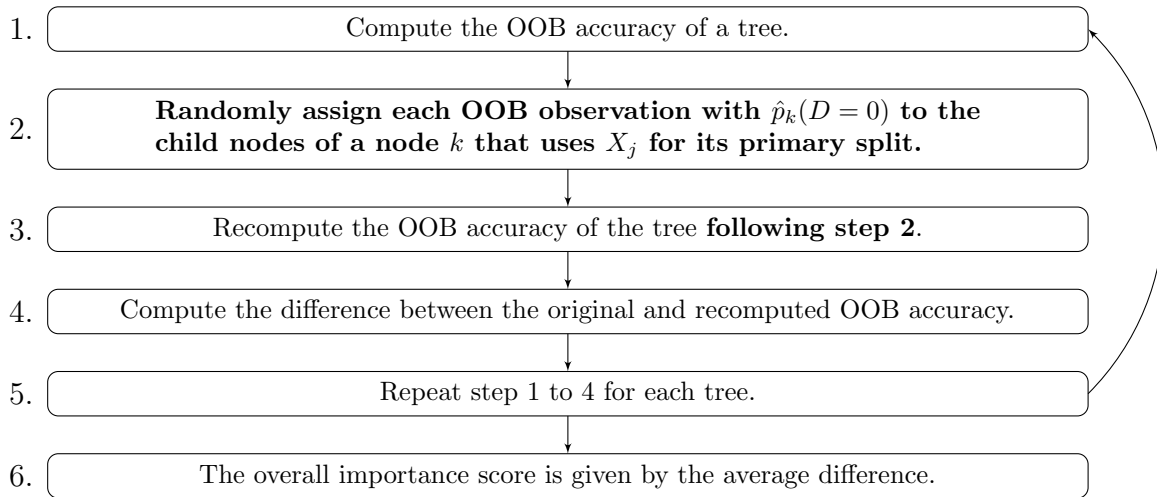 1. Compute the OOB accuracy of a tree.
2. Randomly assign each OOB observation with p̂ₖ(D = 0) to the
child nodes of a node k that uses Xⱼ for its primary split.
3. Recompute the OOB accuracy of the tree following step 2.
4. Compute the difference between the original and recomputed OOB accuracy.
5. Repeat step 1 to 4 for each tree.
6. The overall importance score is given by the average difference.